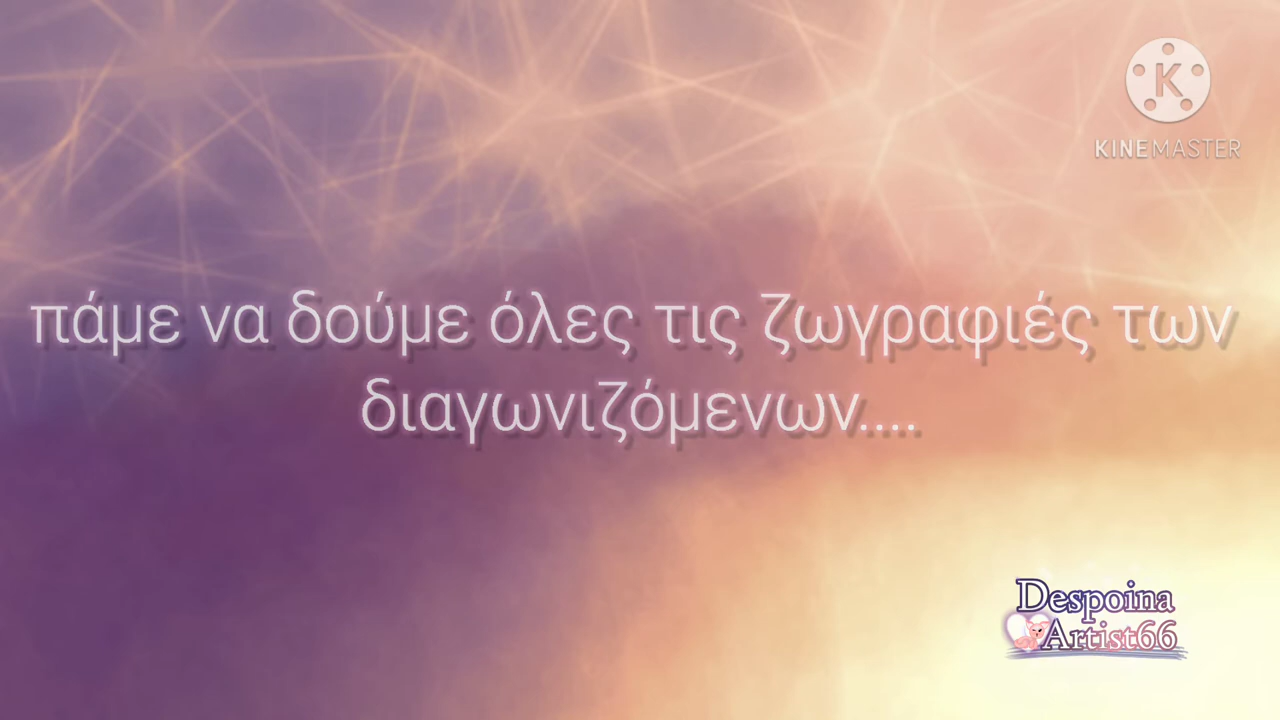 K
KINEMASTER
πάμε να δούμε όλες τις ζωγραφιές των
διαγωνιζόμενων....
Despoina
Artist66